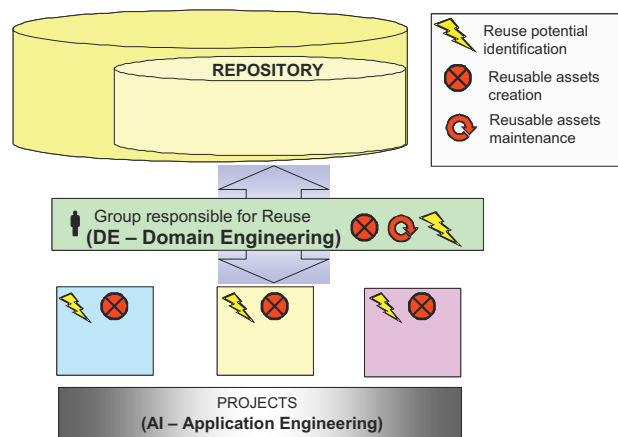 REPOSITORY
Reuse potential
identification
Reusable assets
creation
Reusable assets
maintenance
Group responsible for Reuse
(DE – Domain Engineering)
PROJECTS
(AI – Application Engineering)